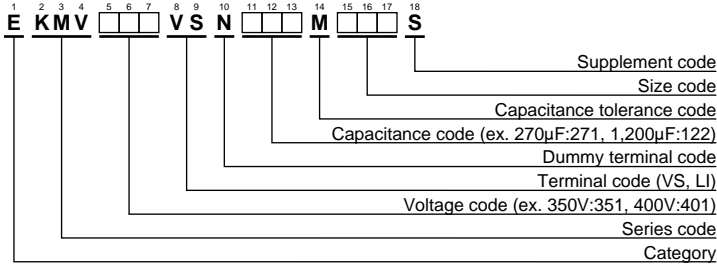 1 2 3 4 5 6 7 8 9 10 11 12 13 14 15 16 17 18
E KMV □□□ VS N □□□ M □□□ S
Supplement code
Size code
Capacitance tolerance code
Capacitance code (ex. 270μF:271, 1,200μF:122)
Dummy terminal code
Terminal code (VS, LI)
Voltage code (ex. 350V:351, 400V:401)
Series code
Category